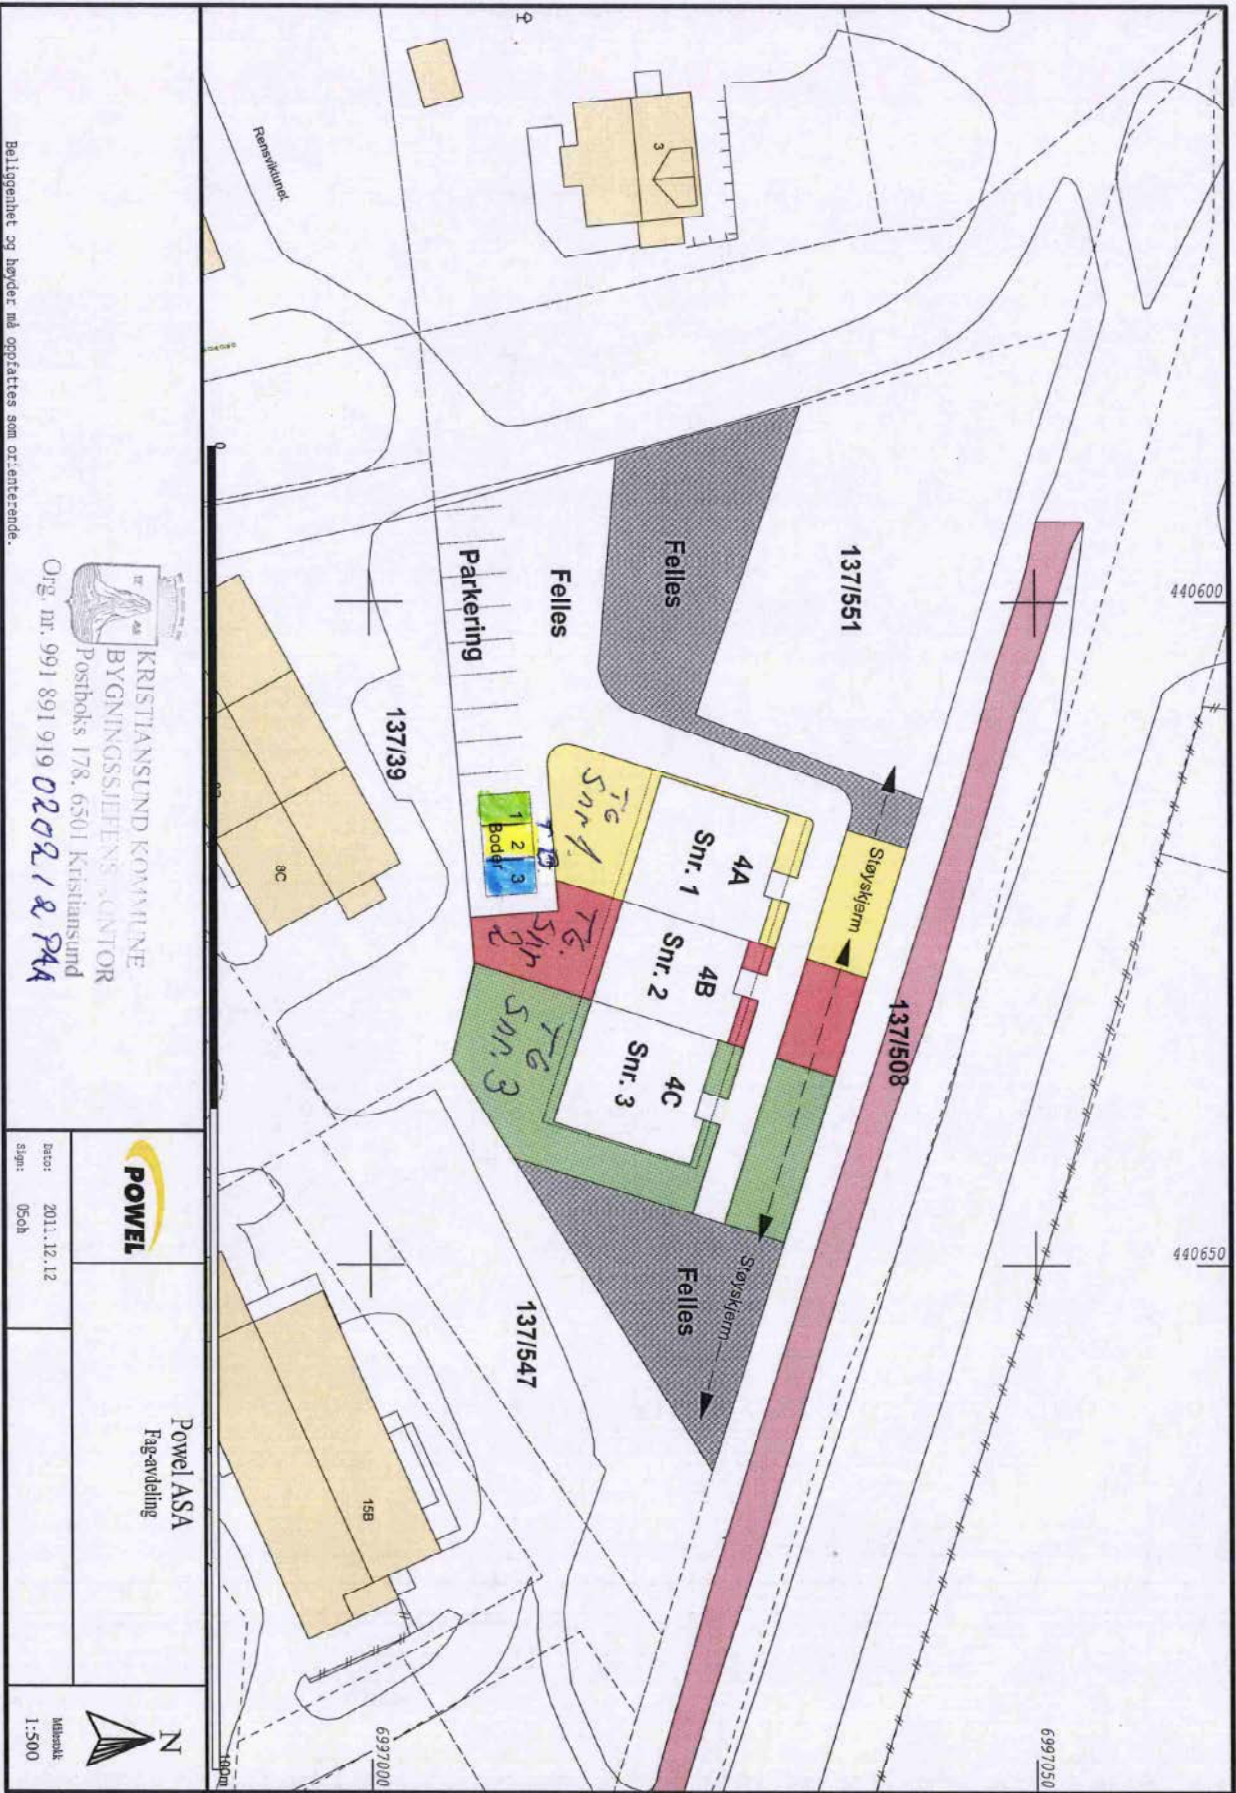 440600
440650
6997050
6997000
137/551
137/508
Felles
Støyskjerm
4A
Snr. 1
4B
Snr. 2
4C
Snr. 3
Støyskjerm
Felles
Felles
Parkering
TG
Snr 1.
TG.
Snr
2
TG
Snr. 3
1 2 3
Boder
137/39
137/547
3
Rensviktunet
8C
15B
0
100m
KRISTIANSUND KOMMUNE
Postboks 178, 6501 Kristiansund
Org. nr. 991 891 919
020212 PAA
Beliggenhet og høyder må oppfattes som orienterende.
POWEL
Dato: 2011.12.12
Sign: 05oh
Powel ASA
Fag-avdeling
N
Målestokk
1:500